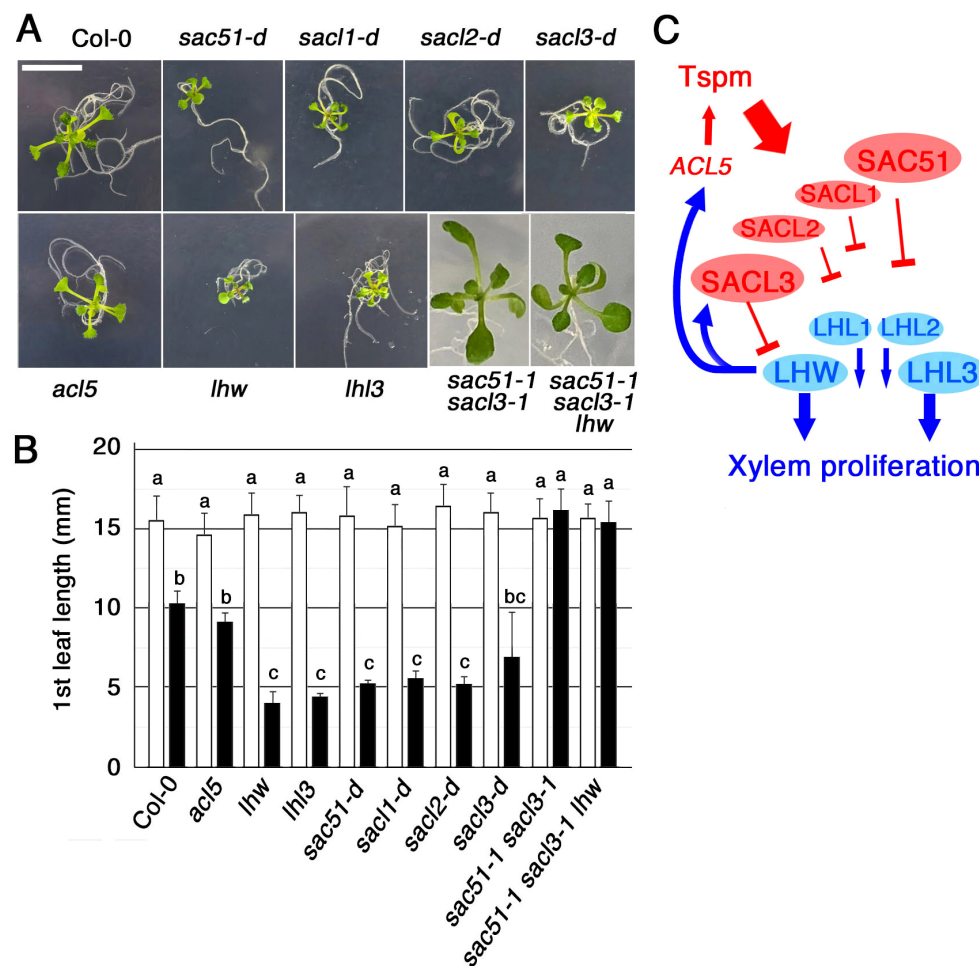 A
Col-0
sac51-d
sacl1-d
sacl2-d
sacl3-d
acl5
lhw
lhl3
sac51-1
sacl3-1
sac51-1
sacl3-1
lhw
B
1st leaf length (mm)
20
15
10
5
0
a
b
a
b
a
c
a
c
a
c
a
c
a
c
a
bc
a
a
a
a
Col-0
acl5
lhw
lhl3
sac51-d
sacl1-d
sacl2-d
sacl3-d
sac51-1 sacl3-1
sac51-1 sacl3-1 lhw
C
Tspm
ACL5
SAC51
SACL1
SACL2
SACL3
LHL1
LHL2
LHW
LHL3
Xylem proliferation